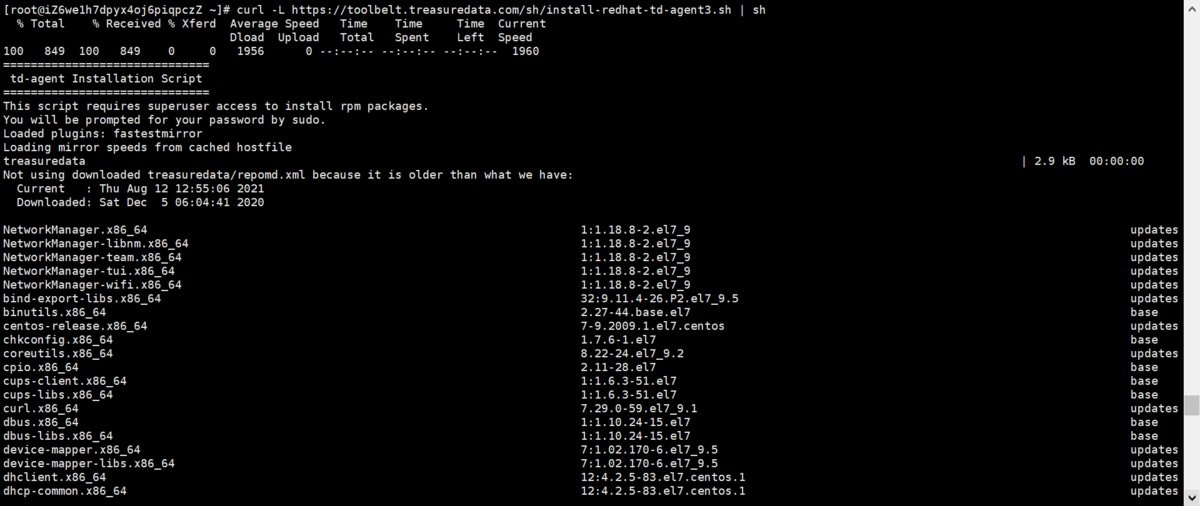 [root@iZ6we1h7dpyx4oj6piqpczZ ~]# curl -L https://toolbelt.treasuredata.com/sh/install-redhat-td-agent3.sh | sh
  % Total    % Received % Xferd  Average Speed   Time    Time     Time  Current
                                 Dload  Upload   Total   Spent    Left  Speed
100   849  100   849    0     0   1956      0 --:--:-- --:--:-- --:--:--  1960
==============================
 td-agent Installation Script
==============================
This script requires superuser access to install rpm packages.
You will be prompted for your password by sudo.
Loaded plugins: fastestmirror
Loading mirror speeds from cached hostfile
treasuredata | 2.9 kB  00:00:00
Not using downloaded treasuredata/repomd.xml because it is older than what we have:
  Current   : Thu Aug 12 12:55:06 2021
  Downloaded: Sat Dec  5 06:04:41 2020
NetworkManager.x86_64 1:1.18.8-2.el7_9 updates
NetworkManager-libnm.x86_64 1:1.18.8-2.el7_9 updates
NetworkManager-team.x86_64 1:1.18.8-2.el7_9 updates
NetworkManager-tui.x86_64 1:1.18.8-2.el7_9 updates
NetworkManager-wifi.x86_64 1:1.18.8-2.el7_9 updates
bind-export-libs.x86_64 32:9.11.4-26.P2.el7_9.5 updates
binutils.x86_64 2.27-44.base.el7 base
centos-release.x86_64 7-9.2009.1.el7.centos updates
chkconfig.x86_64 1.7.6-1.el7 base
coreutils.x86_64 8.22-24.el7_9.2 updates
cpio.x86_64 2.11-28.el7 base
cups-client.x86_64 1:1.6.3-51.el7 base
cups-libs.x86_64 1:1.6.3-51.el7 base
curl.x86_64 7.29.0-59.el7_9.1 updates
dbus.x86_64 1:1.10.24-15.el7 base
dbus-libs.x86_64 1:1.10.24-15.el7 base
device-mapper.x86_64 7:1.02.170-6.el7_9.5 updates
device-mapper-libs.x86_64 7:1.02.170-6.el7_9.5 updates
dhclient.x86_64 12:4.2.5-83.el7.centos.1 updates
dhcp-common.x86_64 12:4.2.5-83.el7.centos.1 updates